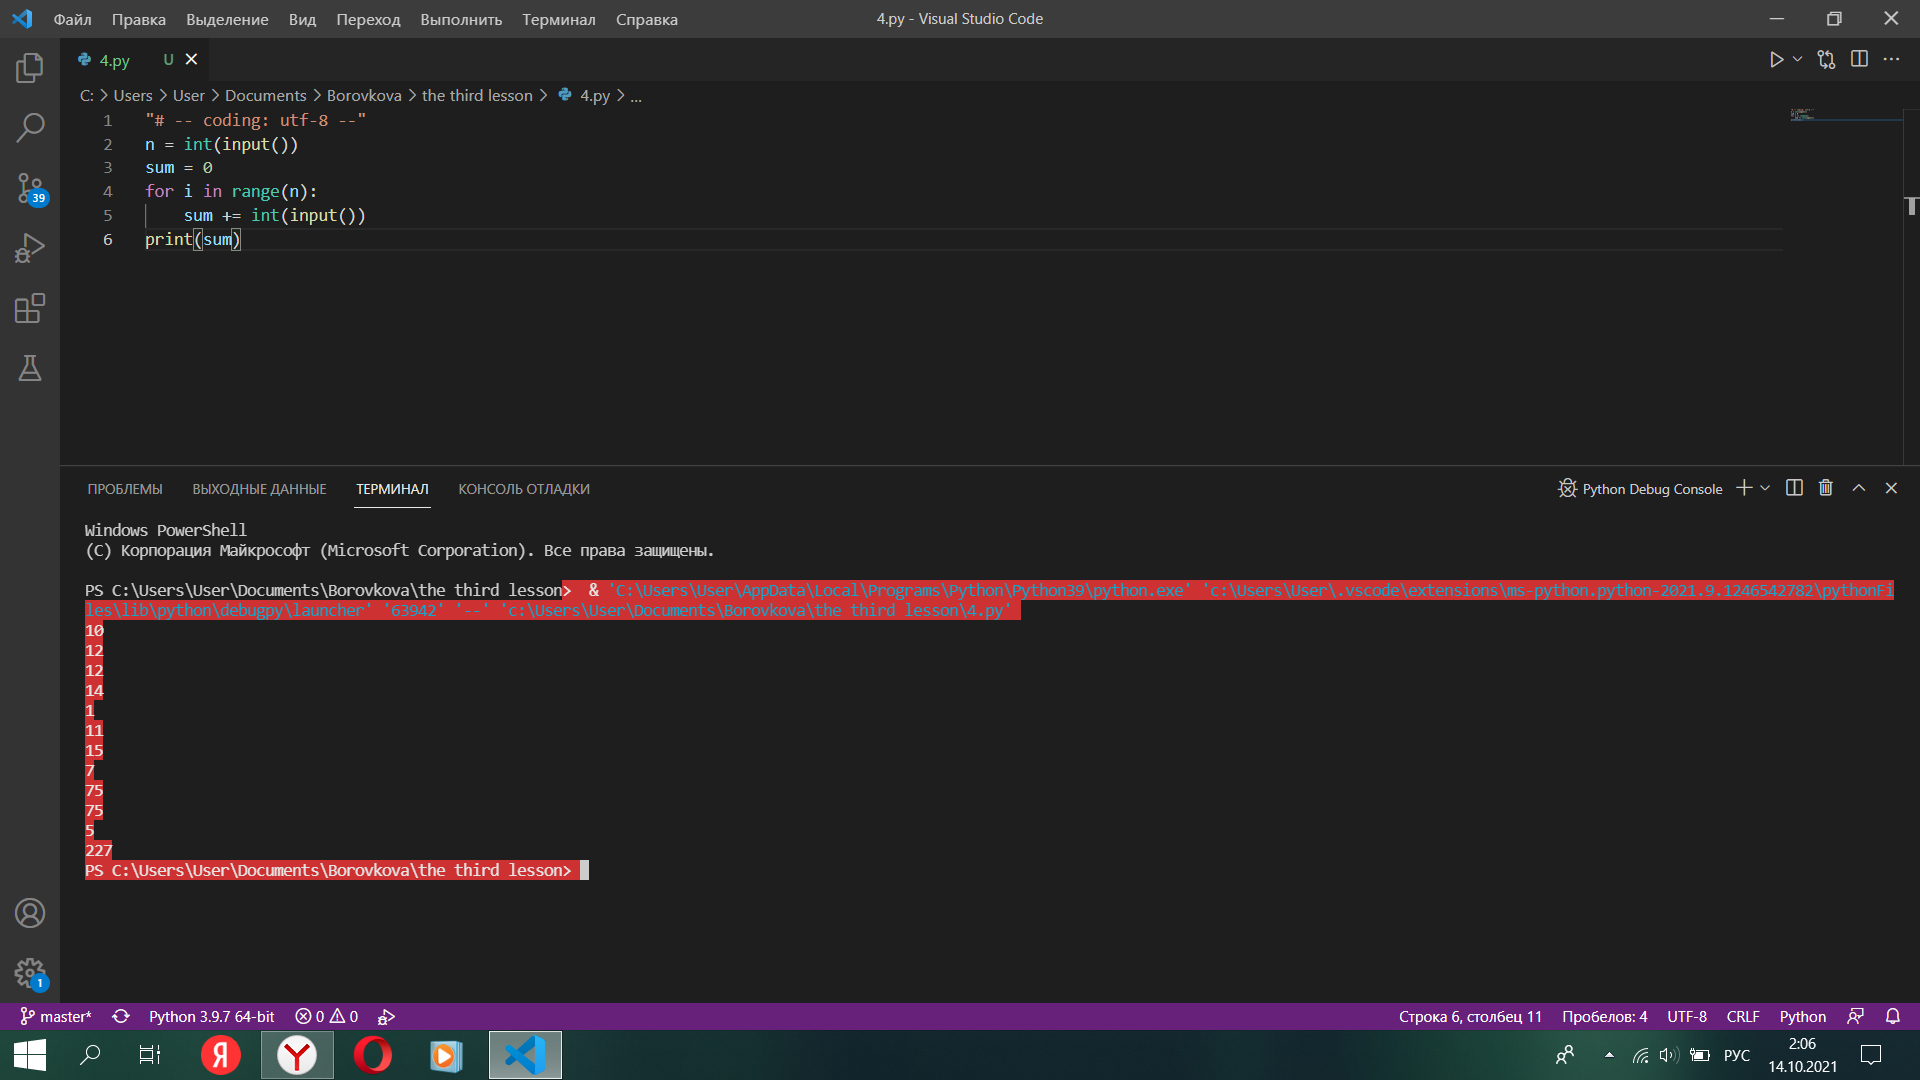 Файл Правка Выделение Вид Переход Выполнить Терминал Справка
4.py - Visual Studio Code
4.py U
C: > Users > User > Documents > Borovkova > the third lesson > 4.py > ...
1 "# -- coding: utf-8 --"
2 n = int(input())
3 sum = 0
4 for i in range(n):
5     sum += int(input())
6 print(sum)
39
ПРОБЛЕМЫ ВЫХОДНЫЕ ДАННЫЕ ТЕРМИНАЛ КОНСОЛЬ ОТЛАДКИ
Python Debug Console
Windows PowerShell
(C) Корпорация Майкрософт (Microsoft Corporation). Все права защищены.
PS C:\Users\User\Documents\Borovkova\the third lesson>  & 'C:\Users\User\AppData\Local\Programs\Python\Python39\python.exe' 'c:\Users\User\.vscode\extensions\ms-python.python-2021.9.1246542782\pythonFi
les\lib\python\debugpy\launcher' '63942' '--' 'c:\Users\User\Documents\Borovkova\the third lesson\4.py'
10
12
12
14
1
11
15
7
75
75
5
227
PS C:\Users\User\Documents\Borovkova\the third lesson>
1
master* Python 3.9.7 64-bit 0 0
Строка 6, столбец 11 Пробелов: 4 UTF-8 CRLF Python
Я Y
РУС
2:06
14.10.2021